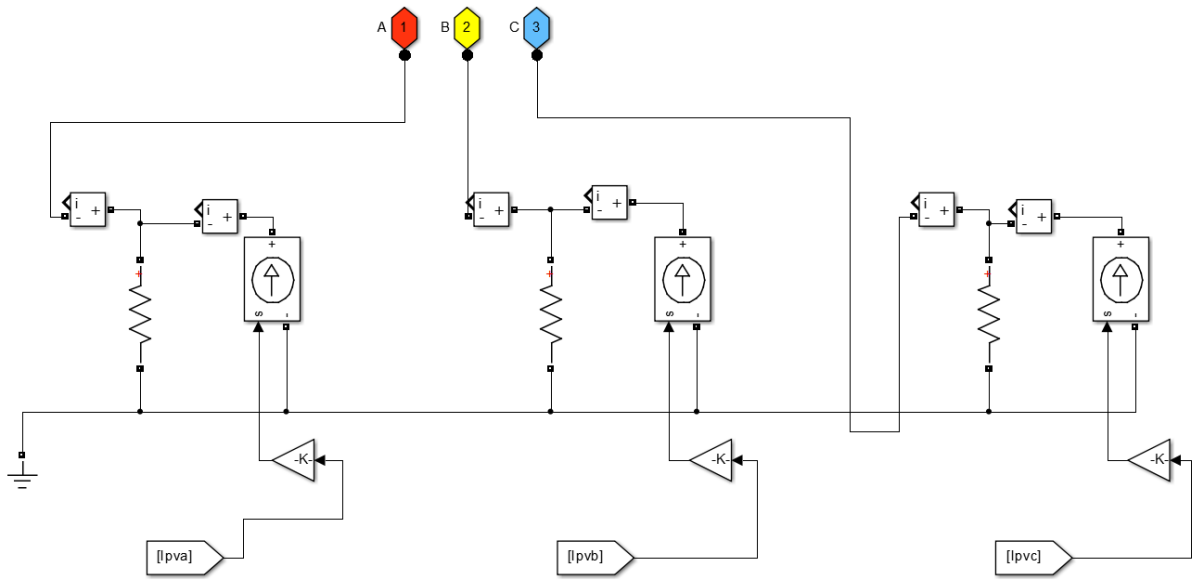 A 1 B 2 C 3
i - + i - + i - + i - + i - + i - +
+ + +
+ + +
s - s - s -
-K- -K- -K-
[Ipva] [Ipvb] [Ipvc]